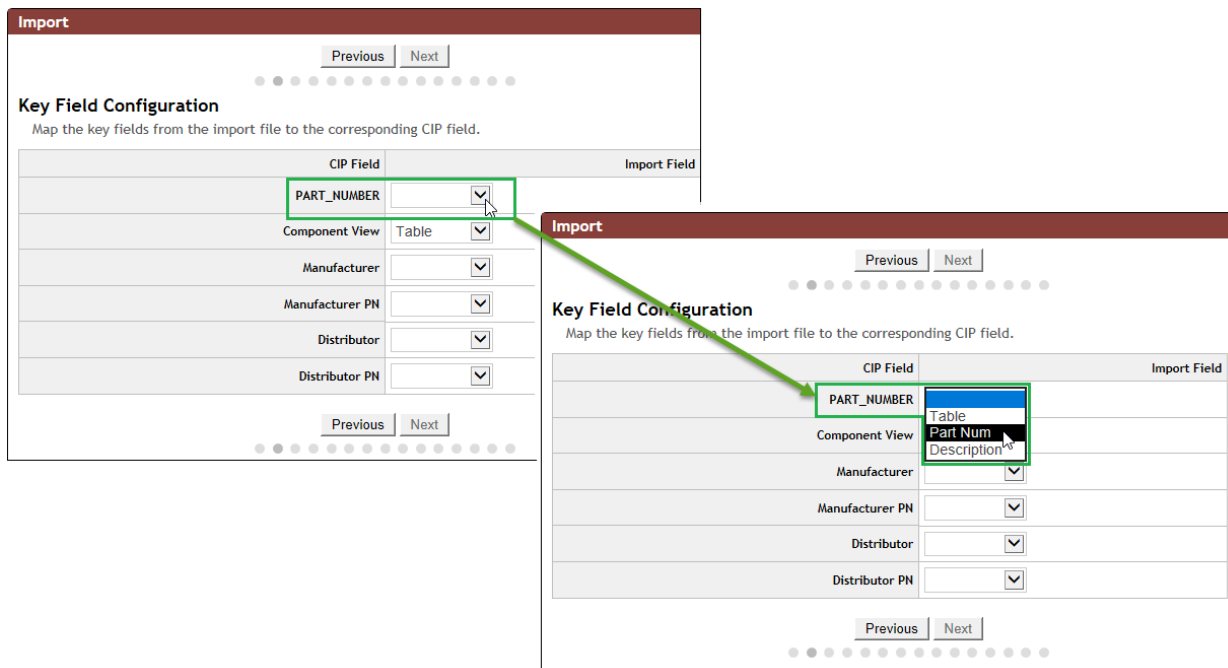 Import
Previous Next
Key Field Configuration
Map the key fields from the import file to the corresponding CIP field.
CIP Field Import Field
PART_NUMBER
Component View Table
Manufacturer
Manufacturer PN
Distributor
Distributor PN
Previous Next
Import
Previous Next
Key Field Configuration
Map the key fields from the import file to the corresponding CIP field.
CIP Field Import Field
PART_NUMBER
Table
Component View Part Num
Description
Manufacturer
Manufacturer PN
Distributor
Distributor PN
Previous Next